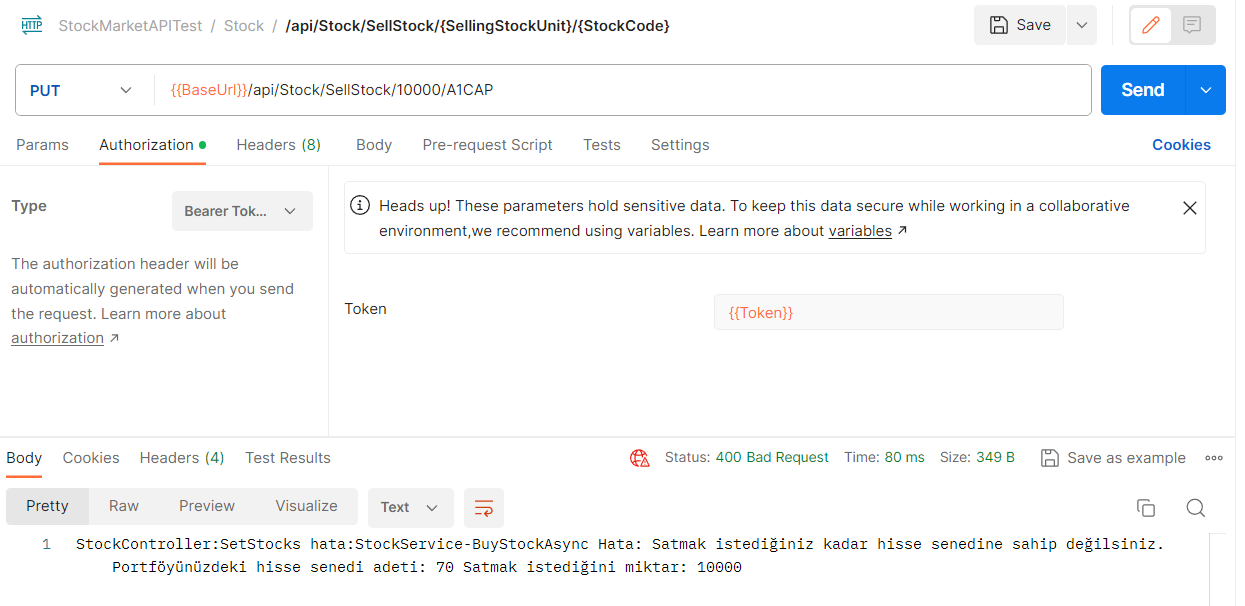 HTTP StockMarketAPITest / Stock / /api/Stock/SellStock/{SellingStockUnit}/{StockCode} Save
PUT {{BaseUrl}}/api/Stock/SellStock/10000/A1CAP Send
Params Authorization Headers (8) Body Pre-request Script Tests Settings Cookies
Type Bearer Tok...
The authorization header will be
automatically generated when you send
the request. Learn more about
authorization ↗
Heads up! These parameters hold sensitive data. To keep this data secure while working in a collaborative
environment,we recommend using variables. Learn more about variables ↗
Token {{Token}}
Body Cookies Headers (4) Test Results Status: 400 Bad Request Time: 80 ms Size: 349 B Save as example
Pretty Raw Preview Visualize Text
1 StockController:SetStocks hata:StockService-BuyStockAsync Hata: Satmak istediğiniz kadar hisse senedine sahip değilsiniz.
Portföyünüzdeki hisse senedi adeti: 70 Satmak istediğini miktar: 10000